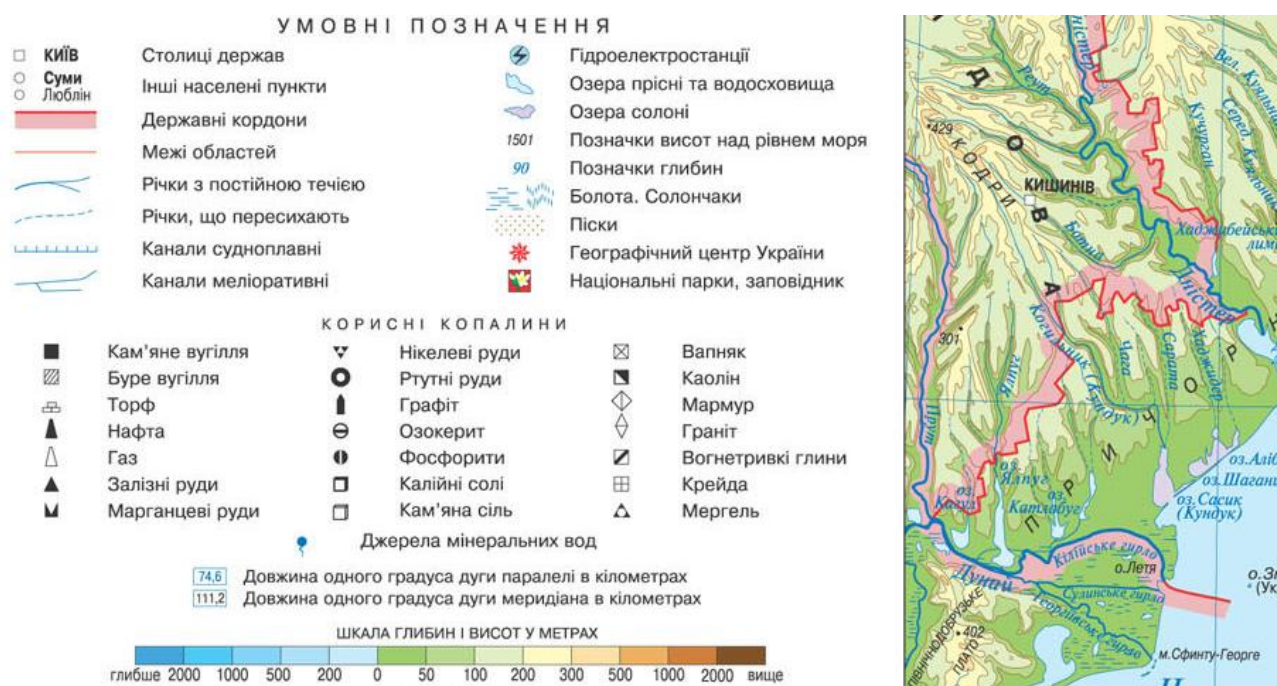 УМОВНІ ПОЗНАЧЕННЯ
КИЇВ
Столиці держав
Суми
Люблін
Інші населені пункти
Державні кордони
Межі областей
Річки з постійною течією
Річки, що пересихають
Канали судноплавні
Канали меліоративні
Гідроелектростанції
Озера прісні та водосховища
Озера солоні
1501 Позначки висот над рівнем моря
90 Позначки глибин
Болота. Солончаки
Піски
Географічний центр України
Національні парки, заповідник
КОРИСНІ КОПАЛИНИ
Кам'яне вугілля
Буре вугілля
Торф
Нафта
Газ
Залізні руди
Марганцеві руди
Нікелеві руди
Ртутні руди
Графіт
Озокерит
Фосфорити
Калійні солі
Кам'яна сіль
Вапняк
Каолін
Мармур
Граніт
Вогнетривкі глини
Крейда
Мергель
Джерела мінеральних вод
74,6 Довжина одного градуса дуги паралелі в кілометрах
111,2 Довжина одного градуса дуги меридіана в кілометрах
ШКАЛА ГЛИБИН І ВИСОТ У МЕТРАХ
глибше 2000 1000 500 200 0 50 100 200 300 500 1000 2000 вище
Дністер
Реут
Вел. Куяльник
Серед. Куяльник
Кучурган
429
КОДРИ
КИШИНІВ
Д О В А
Ботна
Хаджибейський
лим
Дністер
301
Когильник (Кундук)
Ялпуг
Чага
Сарата
Хаджидер
Прут
П Р И Ч О Р Н
оз. Аліб
оз. Шагани
оз. Сасик
(Кундук)
оз.
Ялпуг
оз.
Кагул
оз.
Катлабуг
Кілійське гирло
о.Летя
Дунай
Сулинське гирло
Георгіївське гирло
о.Зм
(Ук
ПІВНІЧНОДОБРУДЗЬКЕ
ПЛАТО
402
м.Сфинту-Георге